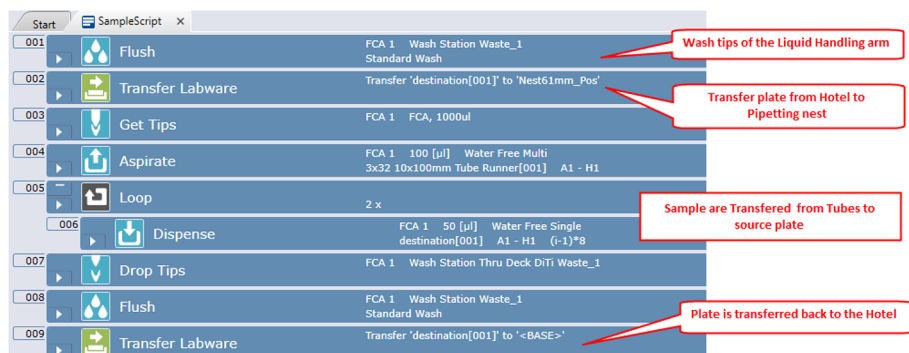 Start
SampleScript ×
001
Flush
FCA 1 Wash Station Waste_1
Standard Wash
Wash tips of the Liquid Handling arm
002
Transfer Labware
Transfer 'destination[001]' to 'Nest61mm_Pos'
Transfer plate from Hotel to
Pipetting nest
003
Get Tips
FCA 1 FCA, 1000ul
004
Aspirate
FCA 1 100 [µl] Water Free Multi
3x32 10x100mm Tube Runner[001] A1 - H1
005
Loop
2 x
Sample are Transfered from Tubes to
source plate
006
Dispense
FCA 1 50 [µl] Water Free Single
destination[001] A1 - H1 (i-1)*8
007
Drop Tips
FCA 1 Wash Station Thru Deck DiTi Waste_1
008
Flush
FCA 1 Wash Station Waste_1
Standard Wash
Plate is transferred back to the Hotel
009
Transfer Labware
Transfer 'destination[001]' to '<BASE>'